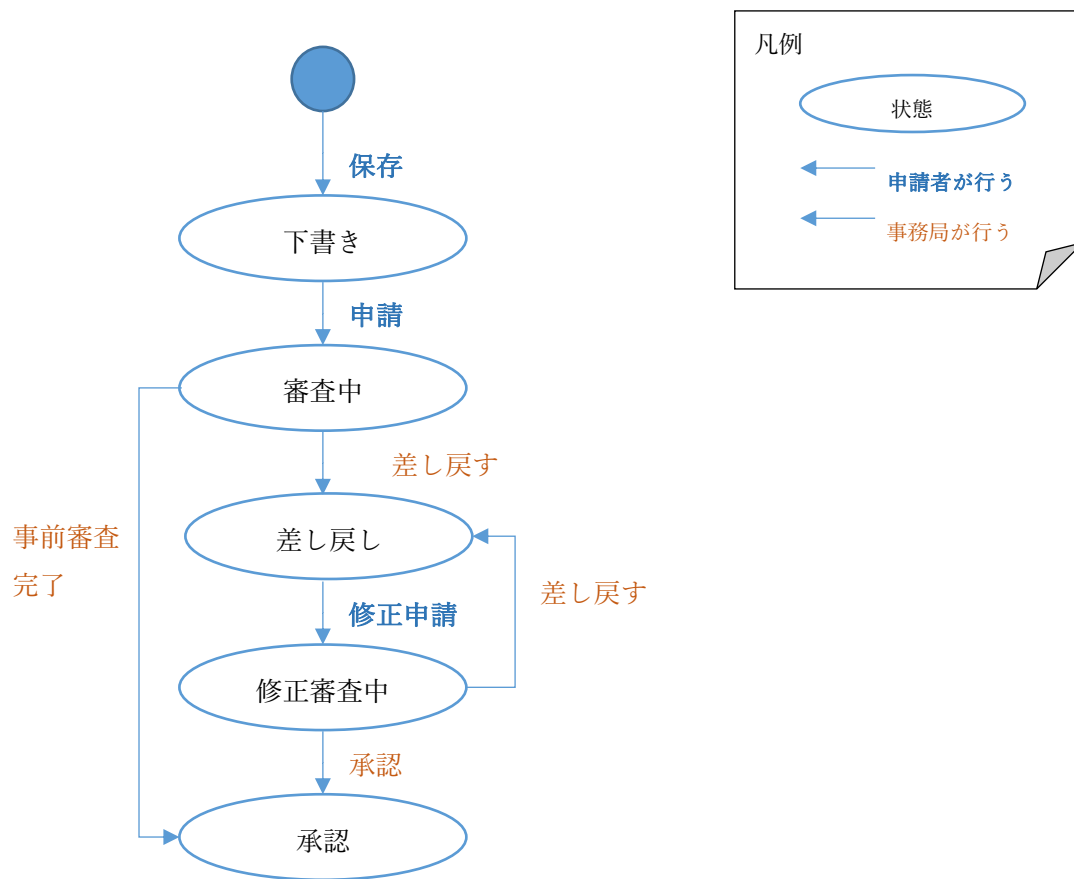 凡例
状態
申請者が行う
事務局が行う
保存
下書き
申請
審査中
差し戻す
差し戻し
事前審査
完了
差し戻す
修正申請
修正審査中
承認
承認